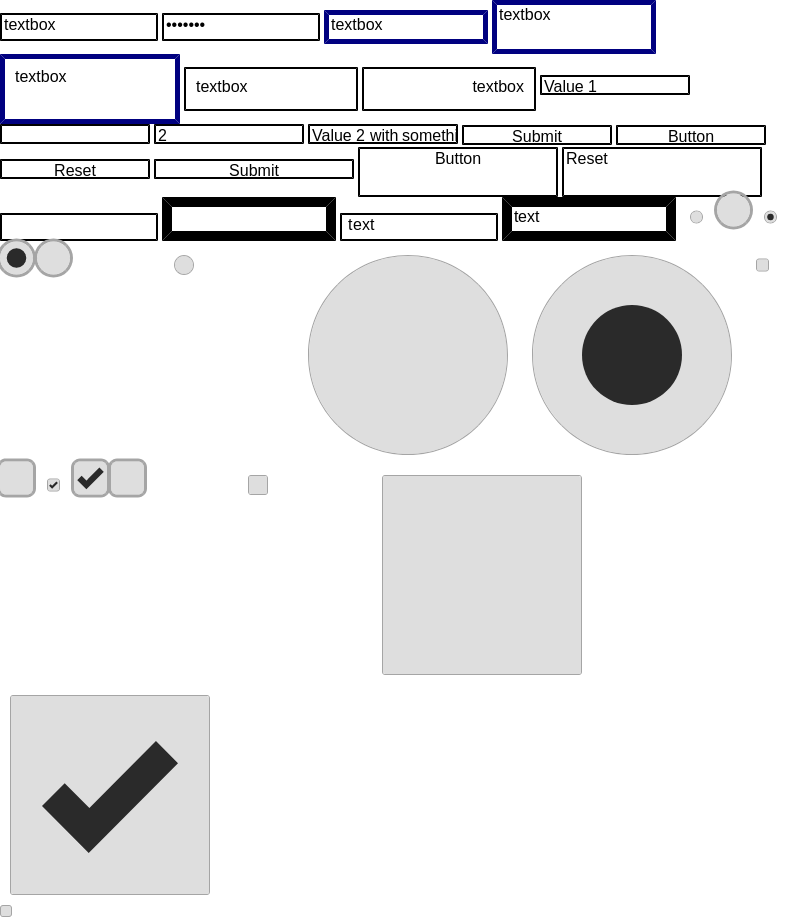 textbox ••••••• textbox textbox
textbox textbox textbox Value 1
2 Value 2 with somethi Submit Button
Reset Submit Button Reset
text text